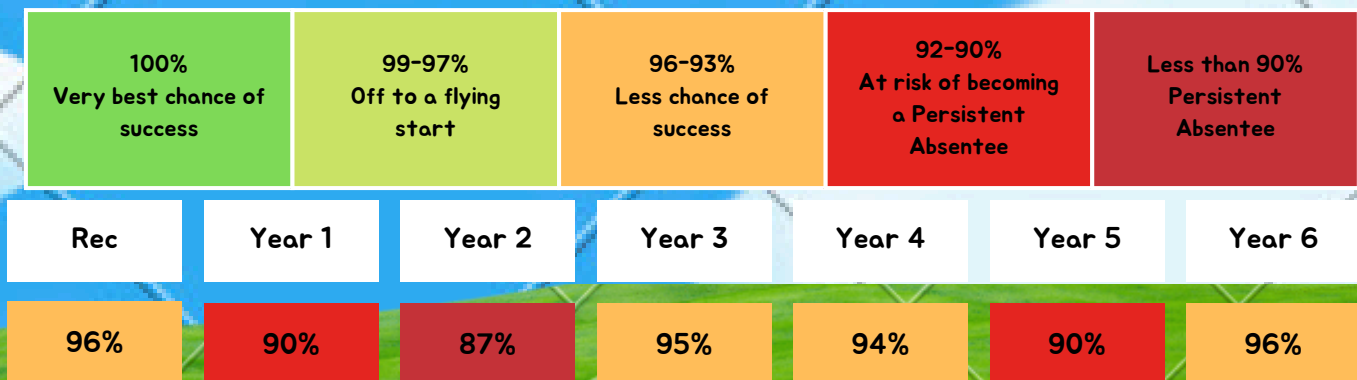 100%
Very best chance of
success
99-97%
Off to a flying
start
96-93%
Less chance of
success
92-90%
At risk of becoming
a Persistent
Absentee
Less than 90%
Persistent
Absentee
Rec
Year 1
Year 2
Year 3
Year 4
Year 5
Year 6
96%
90%
87%
95%
94%
90%
96%